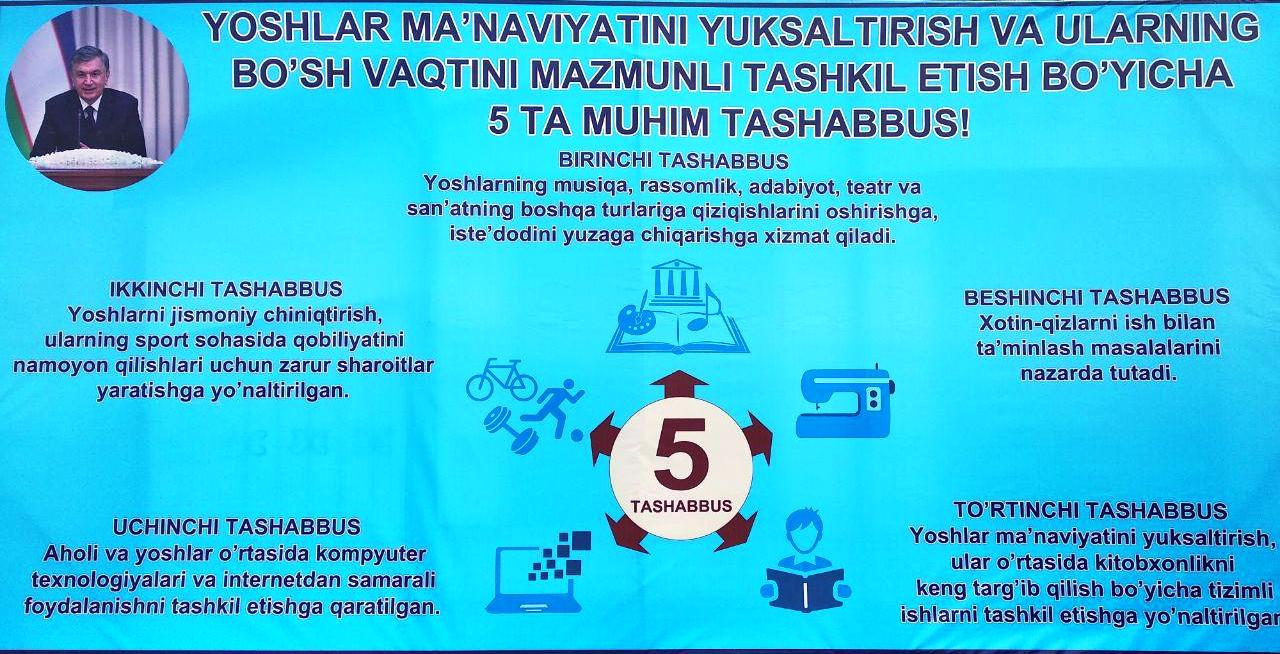 YOSHLAR MA’NAVIYATINI YUKSALTIRISH VA ULARNING
BO’SH VAQTINI MAZMUNLI TASHKIL ETISH BO’YICHA
5 TA MUHIM TASHABBUS!
BIRINCHI TASHABBUS
Yoshlarning musiqa, rassomlik, adabiyot, teatr va
san’atning boshqa turlariga qiziqishlarini oshirishga,
iste’dodini yuzaga chiqarishga xizmat qiladi.
IKKINCHI TASHABBUS
Yoshlarni jismoniy chiniqtirish,
ularning sport sohasida qobiliyatini
namoyon qilishlari uchun zarur sharoitlar
yaratishga yo’naltirilgan.
BESHINCHI TASHABBUS
Xotin-qizlarni ish bilan
ta’minlash masalalarini
nazarda tutadi.
5
TASHABBUS
UCHINCHI TASHABBUS
Aholi va yoshlar o’rtasida kompyuter
texnologiyalari va internetdan samarali
foydalanishni tashkil etishga qaratilgan.
TO’RTINCHI TASHABBUS
Yoshlar ma’naviyatini yuksaltirish,
ular o’rtasida kitobxonlikni
keng targ’ib qilish bo’yicha tizimli
ishlarni tashkil etishga yo’naltirilgan